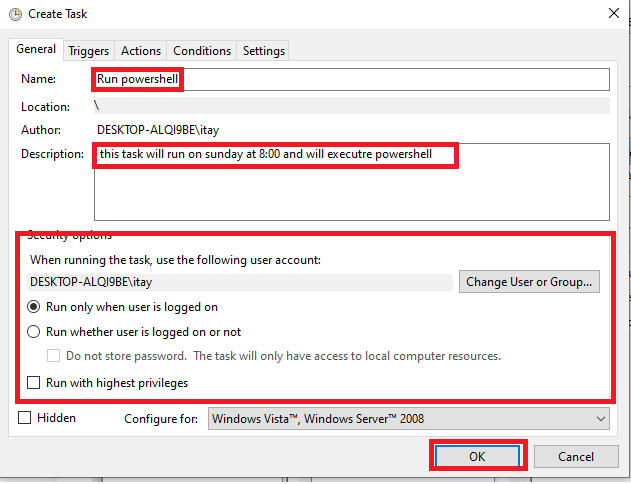 Create Task
General Triggers Actions Conditions Settings
Name: Run powershell
Location: \
Author: DESKTOP-ALQI9BE\itay
Description: this task will run on sunday at 8:00 and will executre powershell
Security options
When running the task, use the following user account:
DESKTOP-ALQI9BE\itay Change User or Group...
Run only when user is logged on
Run whether user is logged on or not
Do not store password. The task will only have access to local computer resources.
Run with highest privileges
Hidden Configure for: Windows Vista™, Windows Server™ 2008
OK Cancel